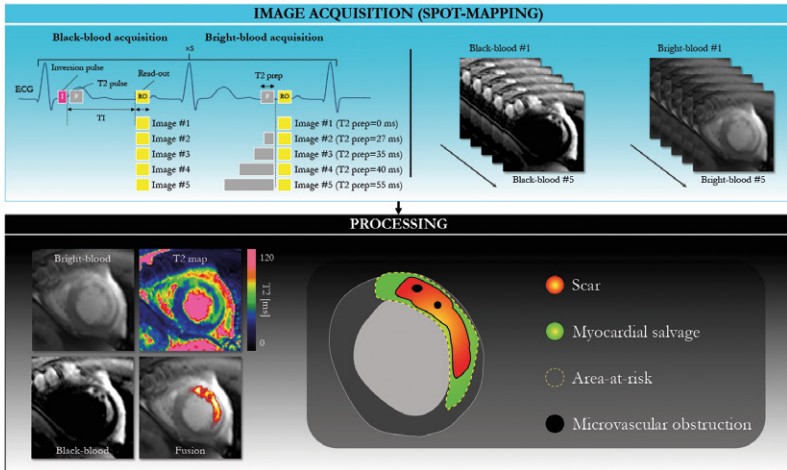 IMAGE ACQUISITION (SPOT-MAPPING)
Black-blood acquisition
x5
Bright-blood acquisition
Inversion pulse
T2 pulse
Read-out
T2 prep
ECG
I
P
RO
P
RO
TI
Image #1
Image #2
Image #3
Image #4
Image #5
Image #1 (T2 prep=0 ms)
Image #2 (T2 prep=27 ms)
Image #3 (T2 prep=35 ms)
Image #4 (T2 prep=40 ms)
Image #5 (T2 prep=55 ms)
Black-blood #1
Black-blood #5
Bright-blood #1
Bright-blood #5
PROCESSING
Bright-blood
T2 map
120
T2 [ms]
0
Black-blood
Fusion
Scar
Myocardial salvage
Area-at-risk
Microvascular obstruction